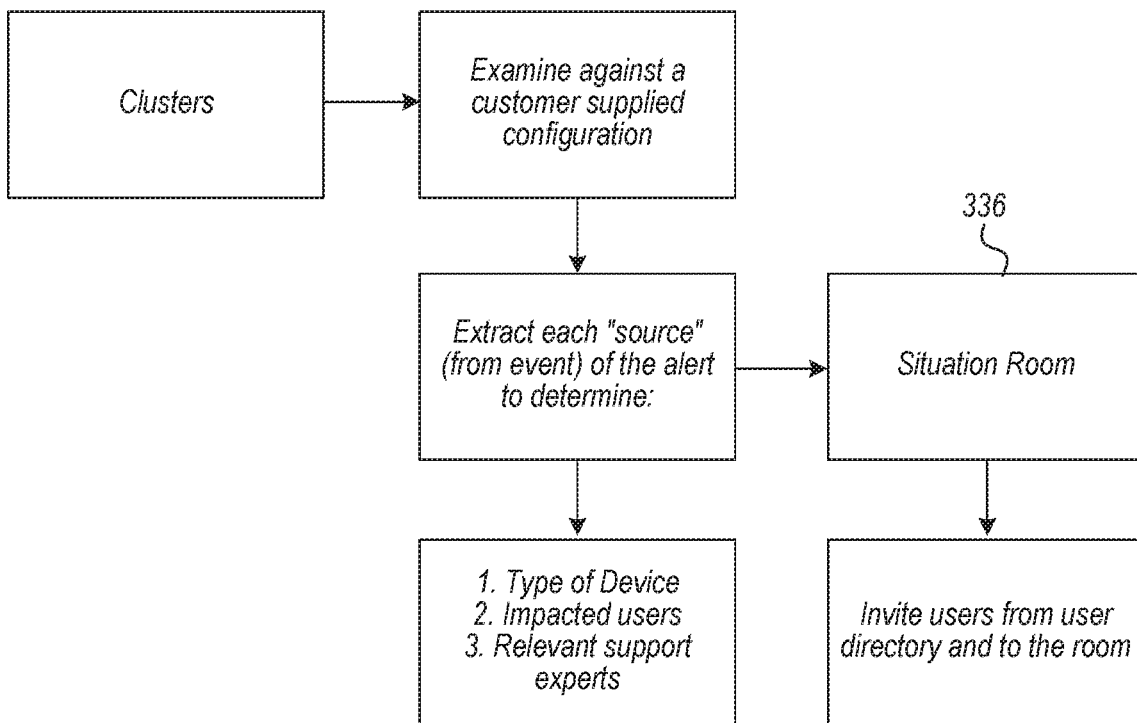 Clusters
Examine against a
customer supplied
configuration
336
Extract each "source"
(from event) of the alert
to determine:
Situation Room
1. Type of Device
2. Impacted users
3. Relevant support
experts
Invite users from user
directory and to the room